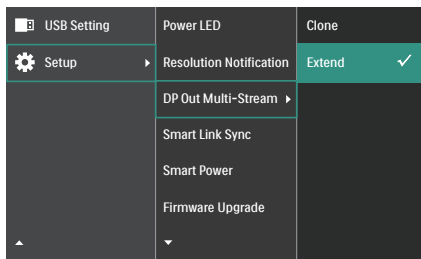 USB Setting
Setup
Power LED
Resolution Notification
DP Out Multi-Stream
Smart Link Sync
Smart Power
Firmware Upgrade
Clone
Extend